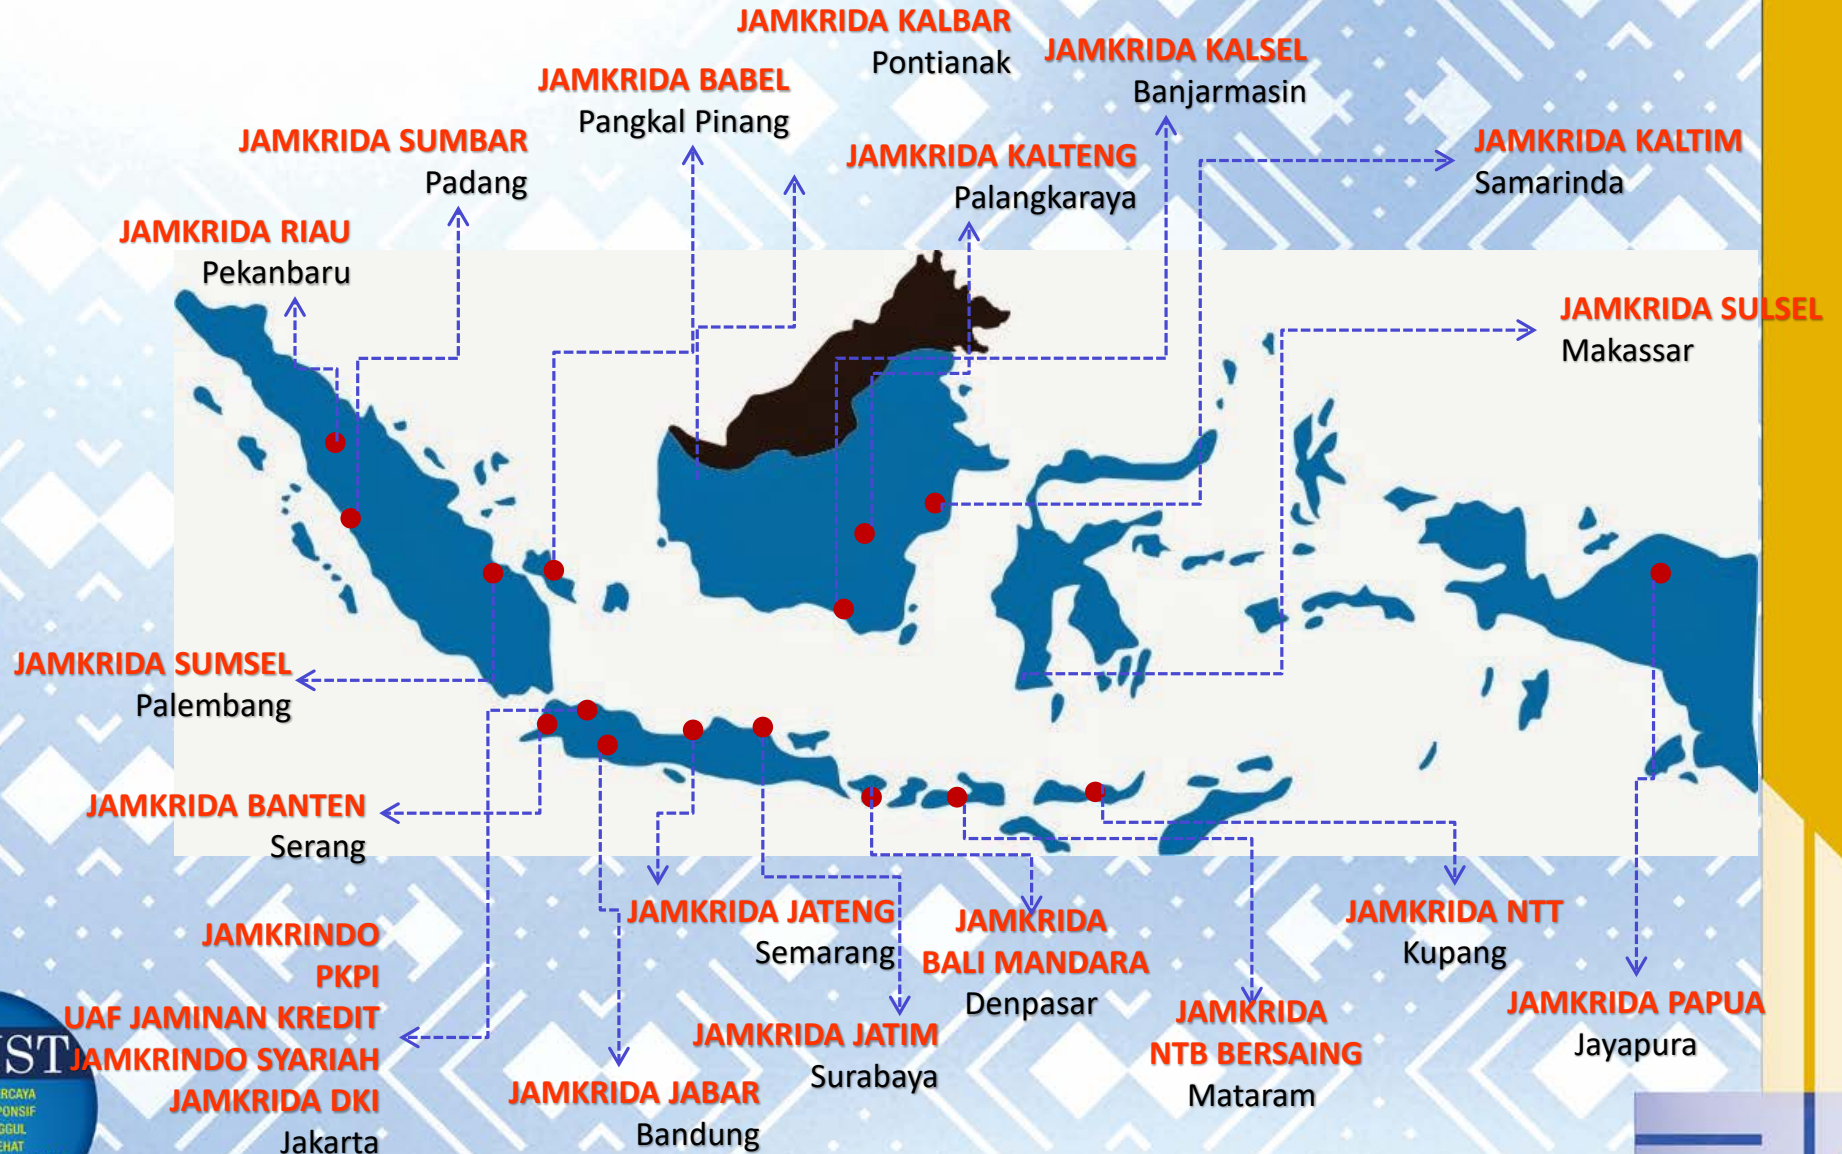 JAMKRIDA KALBAR
Pontianak
JAMKRIDA KALSEL
Banjarmasin
JAMKRIDA BABEL
Pangkal Pinang
JAMKRIDA SUMBAR
Padang
JAMKRIDA KALTENG
Palangkaraya
JAMKRIDA KALTIM
Samarinda
JAMKRIDA RIAU
Pekanbaru
JAMKRIDA SULSEL
Makassar
JAMKRIDA SUMSEL
Palembang
JAMKRIDA BANTEN
Serang
JAMKRINDO
PKPI
UAF JAMINAN KREDIT
JAMKRINDO SYARIAH
JAMKRIDA DKI
Jakarta
JAMKRIDA JATENG
Semarang
JAMKRIDA
BALI MANDARA
Denpasar
JAMKRIDA NTT
Kupang
JAMKRIDA JATIM
Surabaya
JAMKRIDA
NTB BERSAING
Mataram
JAMKRIDA PAPUA
Jayapura
JAMKRIDA JABAR
Bandung